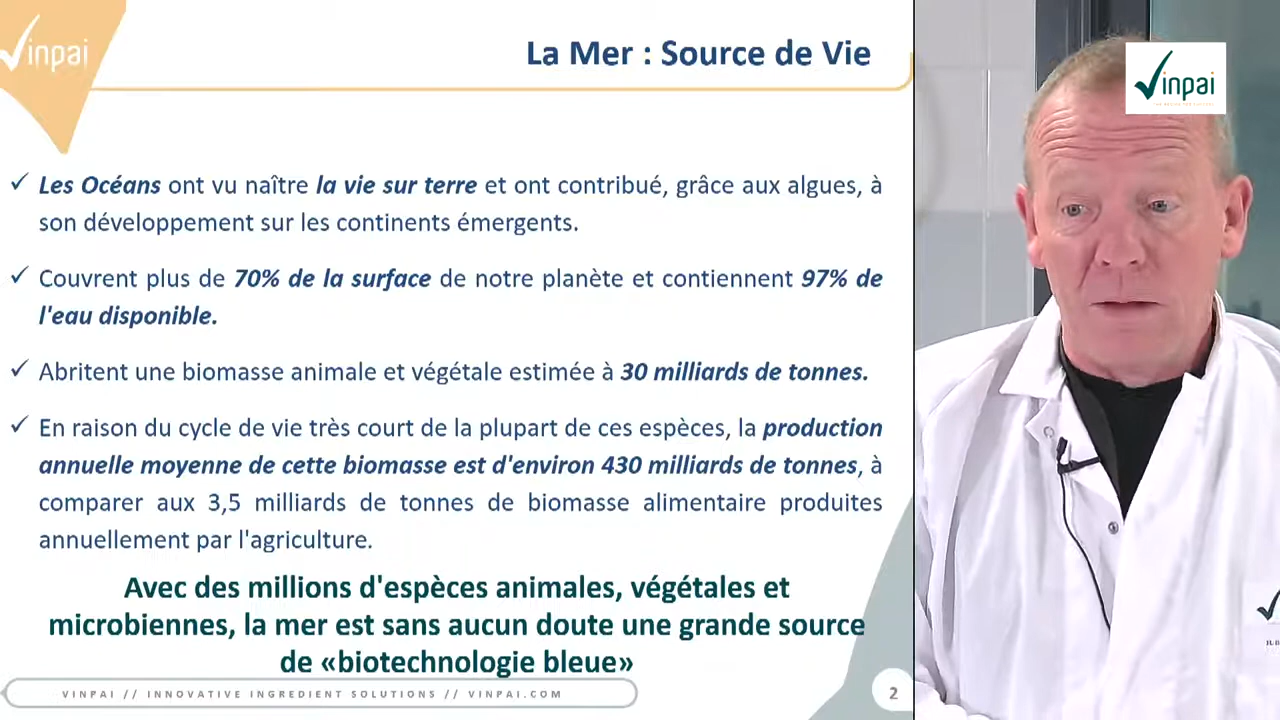 Vinpai
La Mer : Source de Vie
Les Océans ont vu naître la vie sur terre et ont contribué, grâce aux algues, à
son développement sur les continents émergents.
Couvrent plus de 70% de la surface de notre planète et contiennent 97% de
l'eau disponible.
Abritent une biomasse animale et végétale estimée à 30 milliards de tonnes.
En raison du cycle de vie très court de la plupart de ces espèces, la production
annuelle moyenne de cette biomasse est d'environ 430 milliards de tonnes, à
comparer aux 3,5 milliards de tonnes de biomasse alimentaire produites
annuellement par l'agriculture.
Avec des millions d'espèces animales, végétales et
microbiennes, la mer est sans aucun doute une grande source
de «biotechnologie bleue»
VINPAI // INNOVATIVE INGREDIENT SOLUTIONS // VINPAI.COM
2
Vinpai